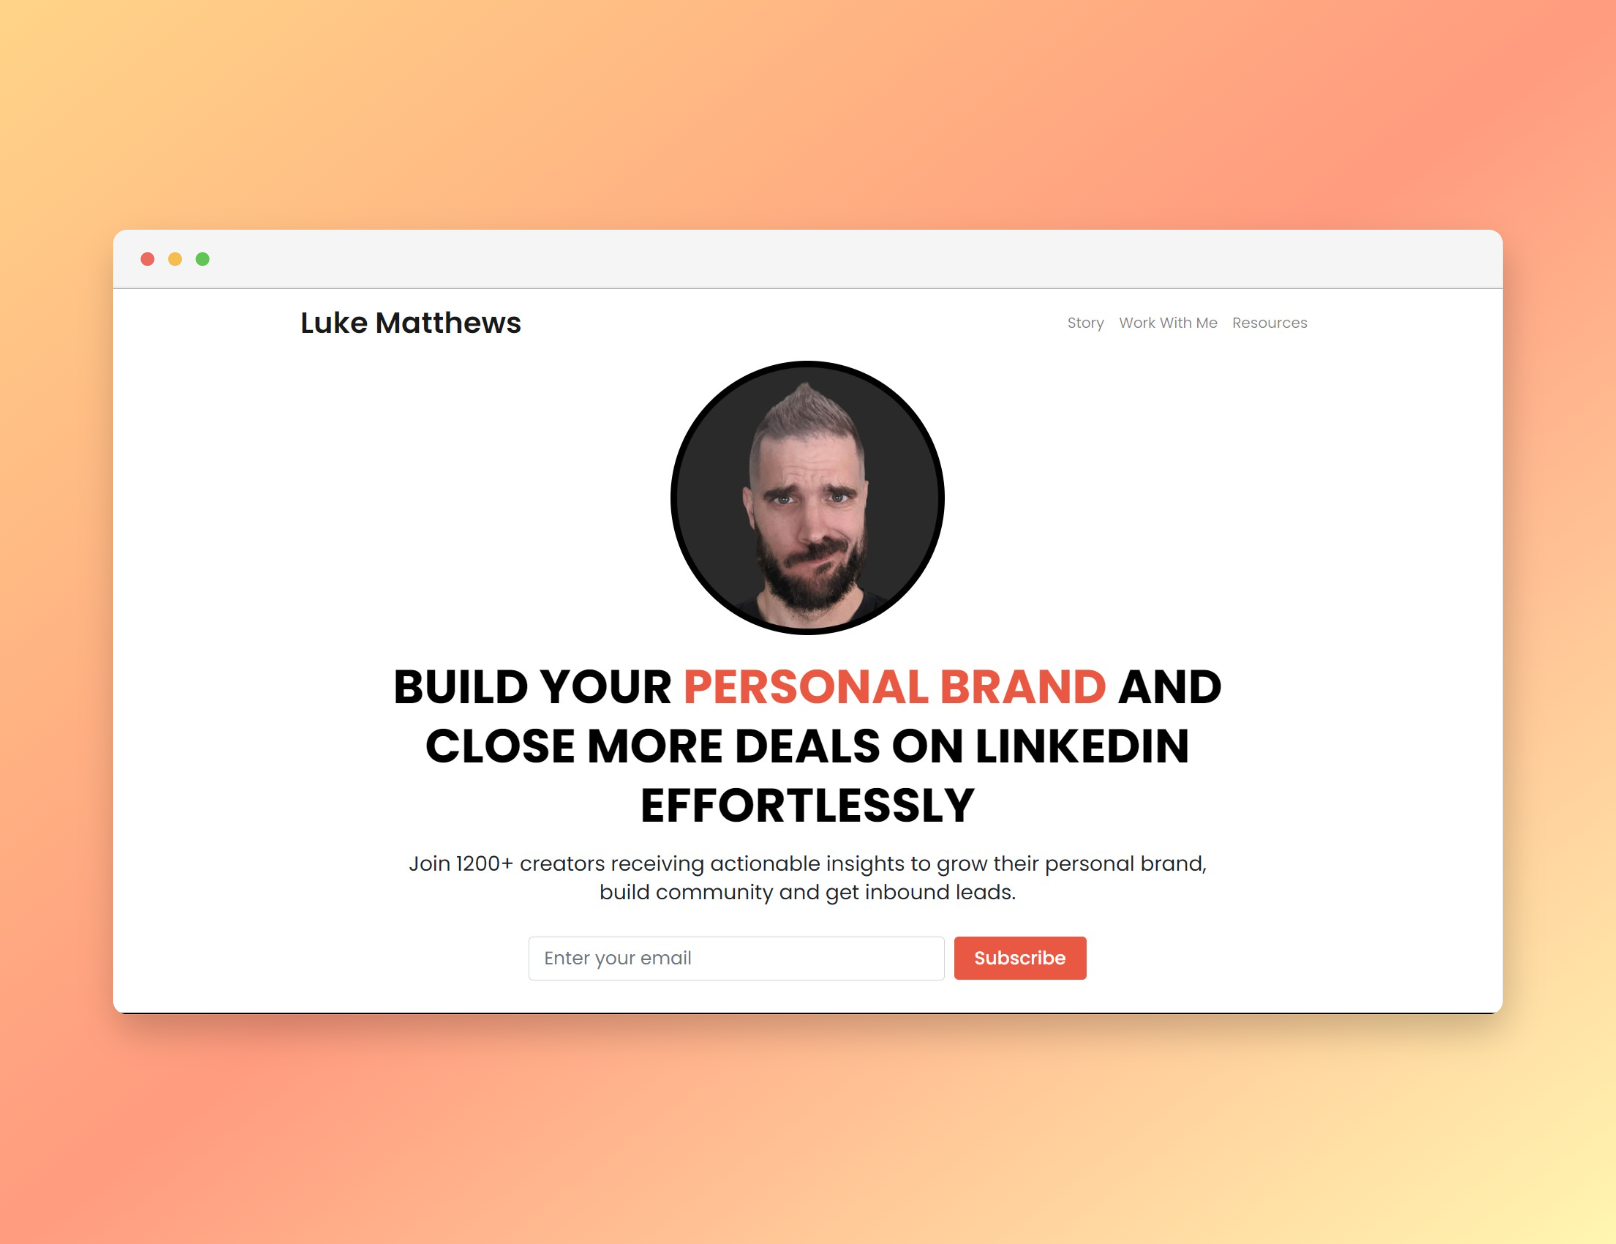 Luke Matthews
Story Work With Me Resources
BUILD YOUR PERSONAL BRAND AND
CLOSE MORE DEALS ON LINKEDIN
EFFORTLESSLY
Join 1200+ creators receiving actionable insights to grow their personal brand,
build community and get inbound leads.
Enter your email
Subscribe